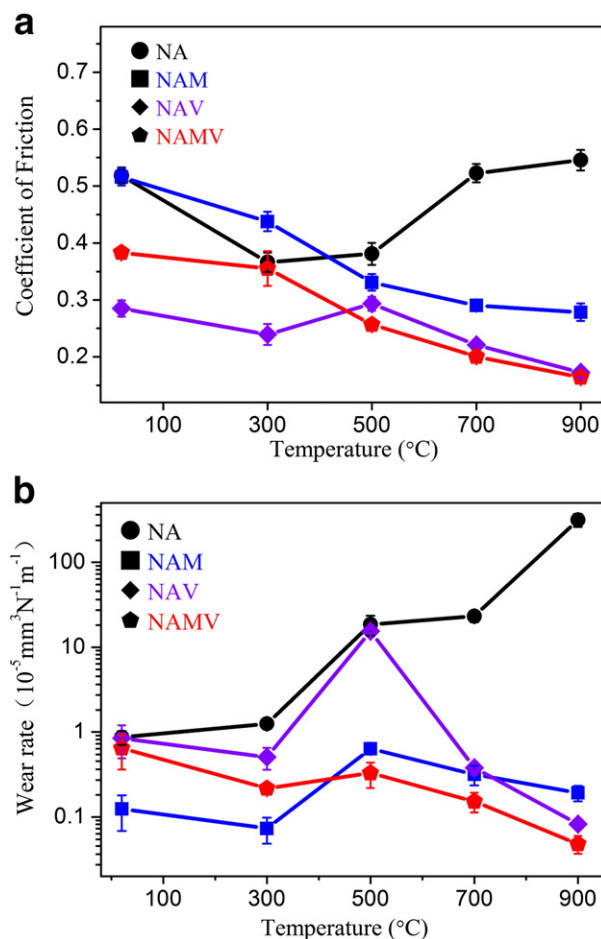 a
NA
NAM
NAV
NAMV
0.7
0.6
0.5
0.4
0.3
0.2
Coefficient of Friction
100 300 500 700 900
Temperature (°C)
b
NA
NAM
NAV
NAMV
100
10
1
0.1
Wear rate (10⁻⁵mm³N⁻¹m⁻¹)
100 300 500 700 900
Temperature (°C)